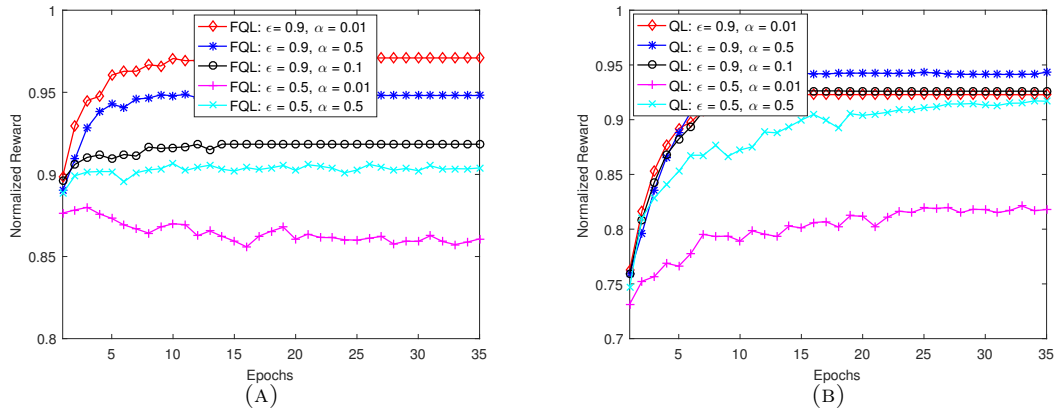 1
0.95
0.9
0.85
0.8
Normalized Reward
5
10
15
20
25
30
35
Epochs
FQL: ϵ= 0.9, α = 0.01
FQL: ϵ = 0.9, α = 0.5
FQL: ϵ = 0.9, α = 0.1
FQL: ϵ = 0.5, α = 0.01
FQL: ϵ = 0.5, α = 0.5
(A)
1
0.95
0.9
0.85
0.8
0.75
0.7
Normalized Reward
5
10
15
20
25
30
35
Epochs
QL: ϵ= 0.9, α = 0.01
QL: ϵ = 0.9, α = 0.5
QL: ϵ = 0.9, α = 0.1
QL: ϵ = 0.5, α = 0.01
QL: ϵ = 0.5, α = 0.5
(B)